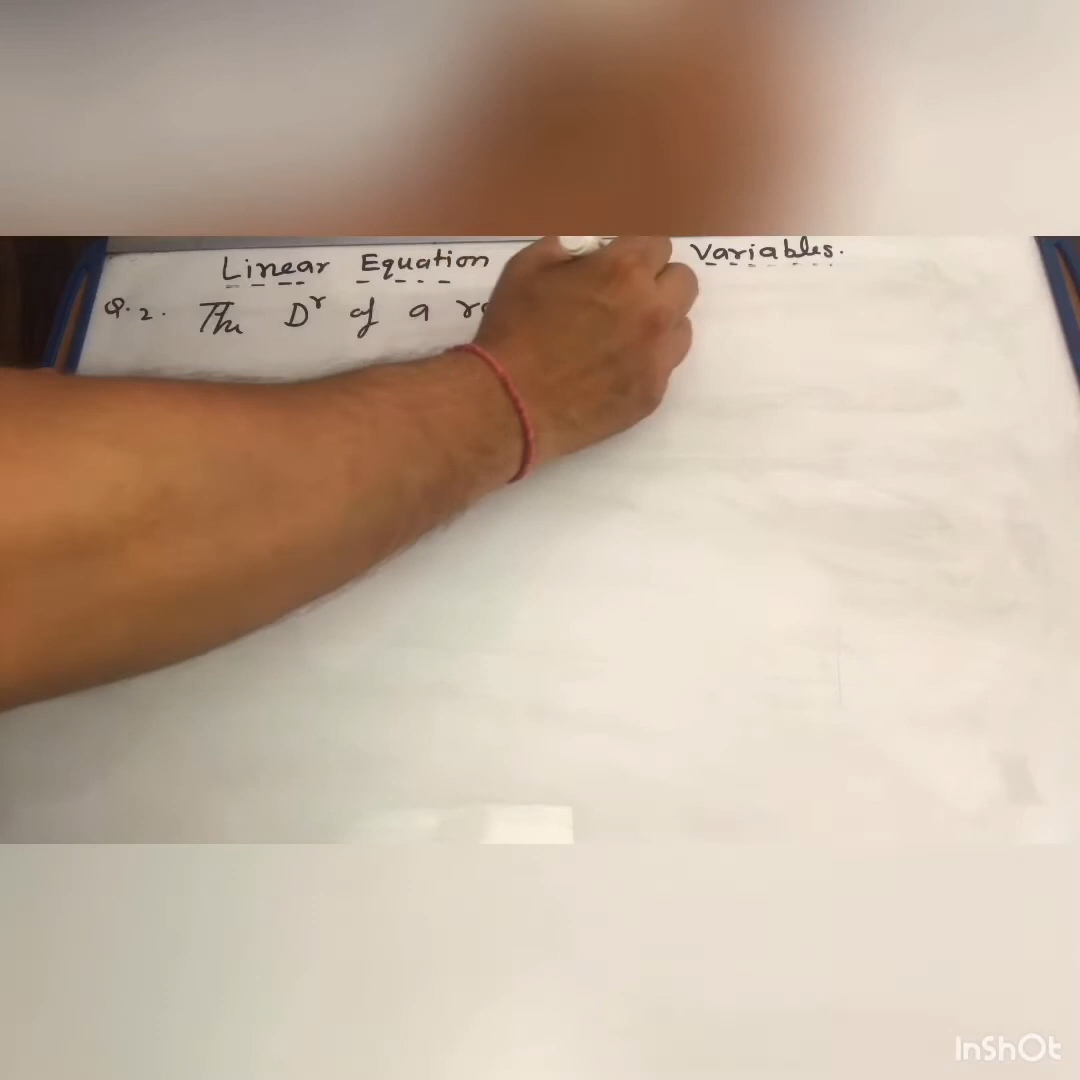 Linear Equation Variables.
Q.2. The Dʳ of a
InShOt